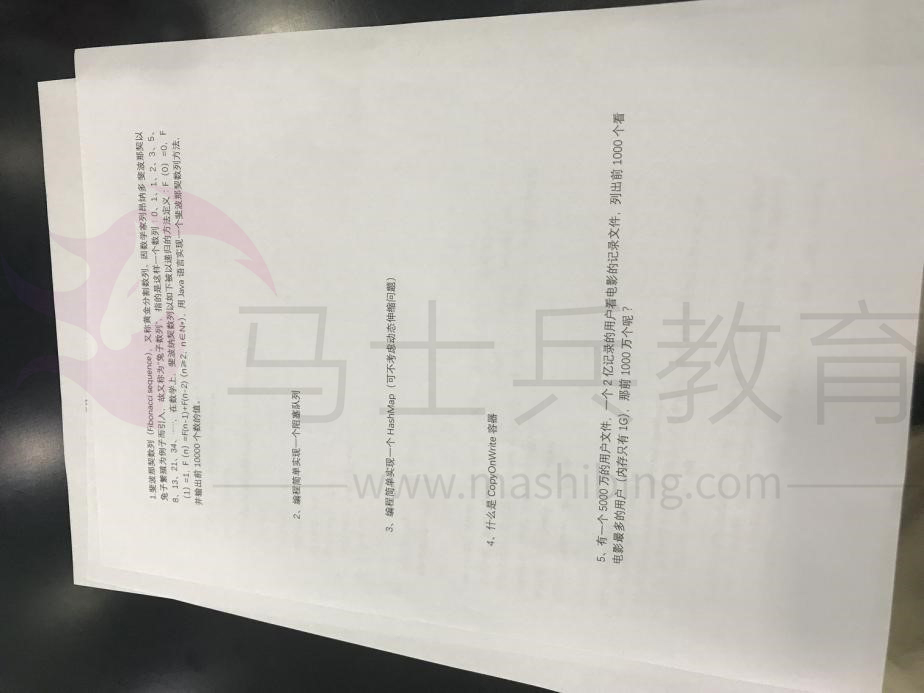 1.斐波那契数列（Fibonacci sequence），又称黄金分割数列、因数学家列昂纳多·斐波那契以
兔子繁殖为例子而引入，故又称为“兔子数列”，指的是这样一个数列：0、1、1、2、3、5、
8、13、21、34、……，在数学上，斐波纳契数列以如下被以递归的方法定义：F（0）=0，F
（1）=1，F（n）=F(n-1)+F(n-2)（n≥2，n∈N*），用 Java 语言实现一个斐波那契数列方法，
并输出前 10000 个数的值。
2、编程简单实现一个阻塞队列
3、编程简单实现一个 HashMap（可不考虑动态伸缩问题）
4、什么是 CopyOnWrite 容器
5、有一个 5000 万的用户文件，一个 2 亿记录的用户看电影的记录文件，列出前 1000 个看
电影最多的用户（内存只有 1G），那前 1000 万个呢？
马士兵教育
www.mashibing.com